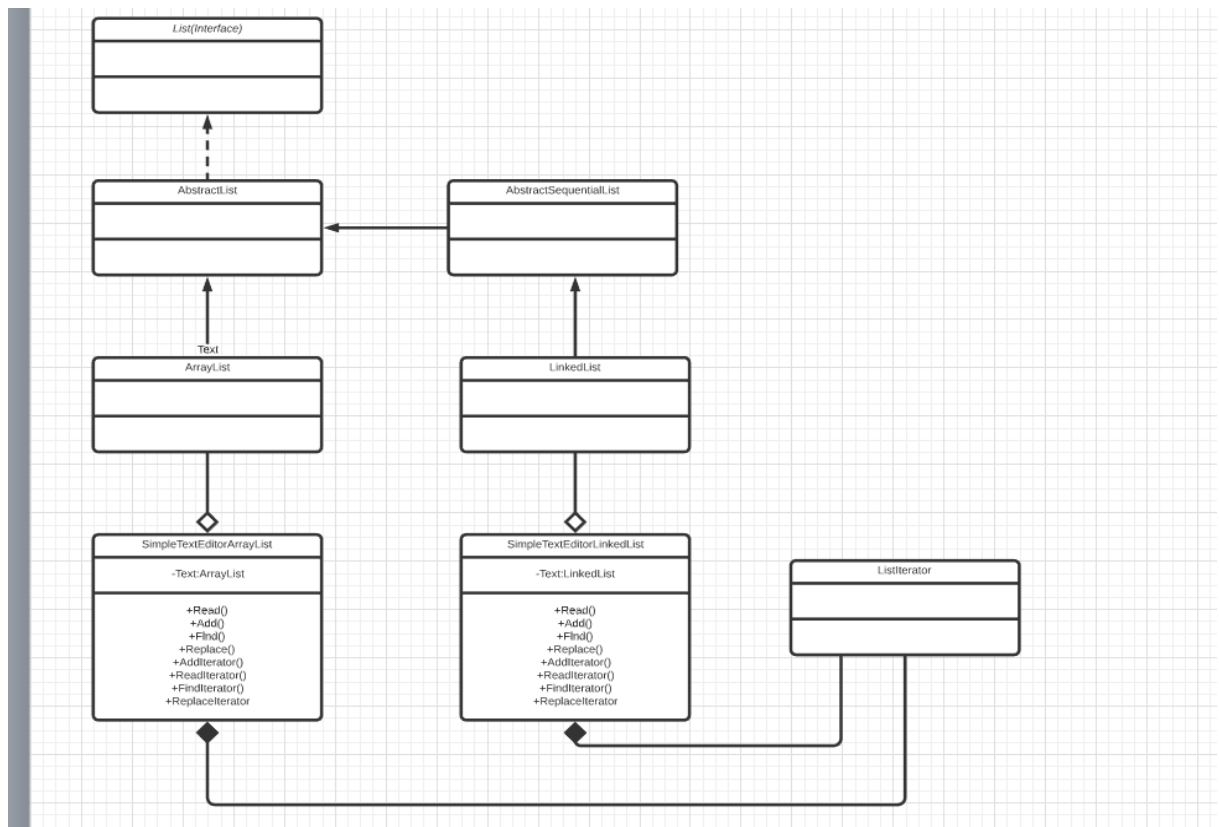 List(Interface)
AbstractList
AbstractSequentialList
Text
ArrayList
LinkedList
SimpleTextEditorArrayList
-Text:ArrayList
+Read()
+Add()
+Find()
+Replace()
+AddIterator()
+ReadIterator()
+FindIterator()
+ReplaceIterator
SimpleTextEditorLinkedList
-Text:LinkedList
+Read()
+Add()
+Find()
+Replace()
+AddIterator()
+ReadIterator()
+FindIterator()
+ReplaceIterator
ListIterator